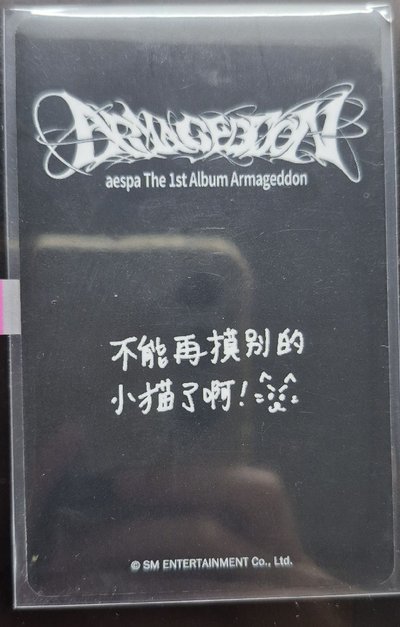 ARMAGEDDON
aespa The 1st Album Armageddon
不能再摸别的
小猫了啊!
© SM ENTERTAINMENT Co., Ltd.